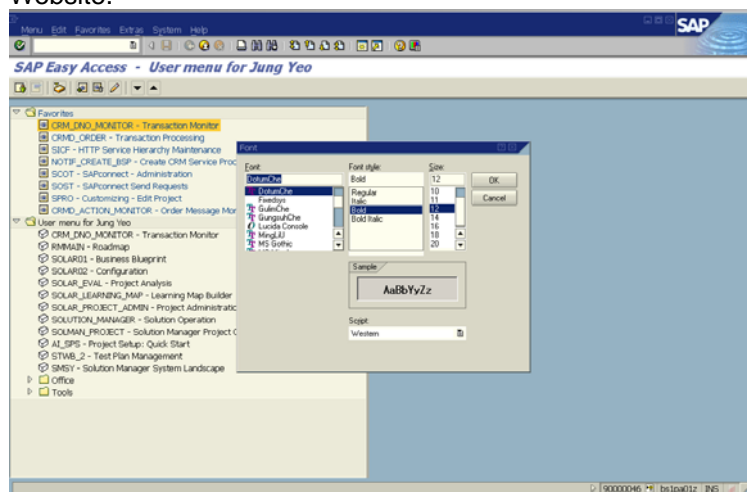 Website.
Menu Edit Favorites Extras System Help
SAP
SAP Easy Access - User menu for Jung Yeo
Favorites
CRM_DNO_MONITOR - Transaction Monitor
CRMD_ORDER - Transaction Processing
SICF - HTTP Service Hierarchy Maintenance
NOTIF_CREATE_BSP - Create CRM Service Proc
SCOT - SAPconnect - Administration
SOST - SAPconnect Send Requests
SPRO - Customizing - Edit Project
CRMD_ACTION_MONITOR - Order Message Mor
User menu for Jung Yeo
CRM_DNO_MONITOR - Transaction Monitor
RMMAIN - Roadmap
SOLAR01 - Business Blueprint
SOLAR02 - Configuration
SOLAR_EVAL - Project Analysis
SOLAR_LEARNING_MAP - Learning Map Builder
SOLAR_PROJECT_ADMIN - Project Administratic
SOLUTION_MANAGER - Solution Operation
SOLMAN_PROJECT - Solution Manager Project
AI_SPS - Project Setup: Quick Start
STWB_2 - Test Plan Management
SMSY - Solution Manager System Landscape
Office
Tools
Font
Font: Font style: Size:
DotumChe Bold 12 OK
DotumChe Regular 10
Fixedsys Italic 11 Cancel
GulimChe Bold 12
GungsuhChe Bold Italic 14
Lucida Console 16
MingLiU 18
MS Gothic 20
Sample
AaBbYyZz
Script:
Western
90000046 bs1pa01z INS